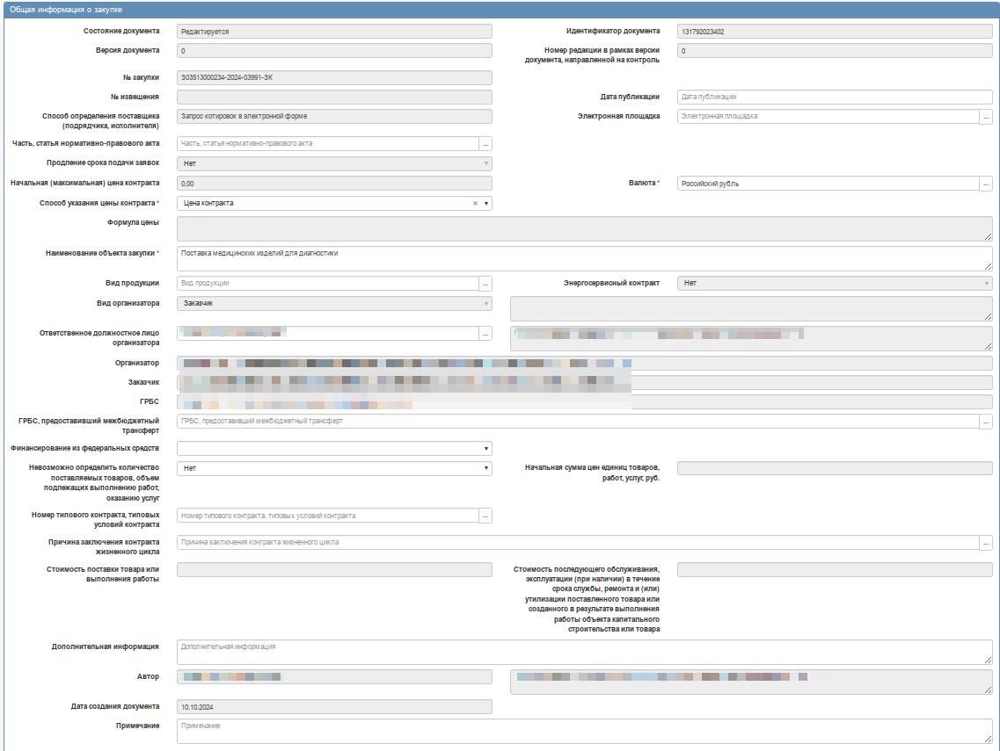 Общая информация о закупке
Состояние документа Редактируется Идентификатор документа 131792023402
Версия документа 0 Номер редакции в рамках версии
документа, направленной на контроль 0
№ закупки З03513000234-2024-03991-ЗК
№ извещения Дата публикации Дата публикации
Способ определения поставщика
(подрядчика, исполнителя) Запрос котировок в электронной форме Электронная площадка Электронная площадка ...
Часть, статья нормативно-правового акта Часть, статья нормативно-правового акта ...
Продление срока подачи заявок Нет
Начальная (максимальная) цена контракта 0,00 Валюта * Российский рубль ...
Способ указания цены контракта * Цена контракта ×
Формула цены
Наименование объекта закупки * Поставка медицинских изделий для диагностики
Вид продукции Вид продукции ... Энергосервисный контракт Нет
Вид организатора Заказчик
Ответственное должностное лицо
организатора ...
Организатор
Заказчик
ГРБС
ГРБС, предоставивший межбюджетный
трансферт ГРБС, предоставивший межбюджетный трансферт ...
Финансирование из федеральных средств
Невозможно определить количество
поставляемых товаров, объем
подлежащих выполнению работ,
оказанию услуг Нет Начальная сумма цен единиц товаров,
работ, услуг, руб.
Номер типового контракта, типовых
условий контракта Номер типового контракта, типовых условий контракта ...
Причина заключения контракта
жизненного цикла Причина заключения контракта жизненного цикла ...
Стоимость поставки товара или
выполнения работы
Стоимость последующего обслуживания,
эксплуатации (при наличии) в течение
срока службы, ремонта и (или)
утилизации поставленного товара или
созданного в результате выполнения
работы объекта капитального
строительства или товара
Дополнительная информация Дополнительная информация
Автор
Дата создания документа 10.10.2024
Примечание Примечание